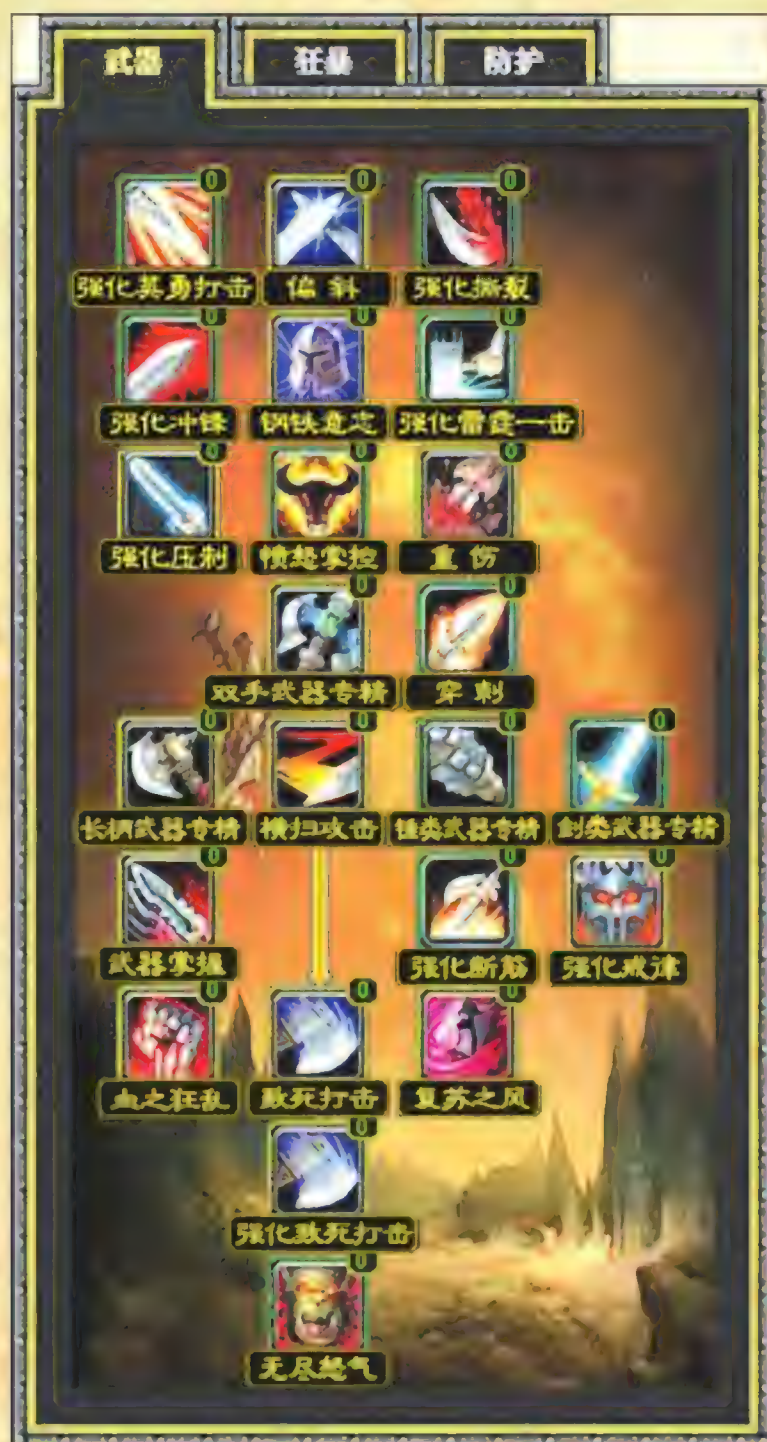 武器 狂暴 防护
0 0 0
强化英勇打击 偏斜 强化撕裂
0 0 0
强化冲锋 钢铁意志 强化雷霆一击
0 0 0
强化压制 愤怒掌控 重伤
0 0
双手武器专精 穿刺
0 0 0 0
长柄武器专精 横扫攻击 锤类武器专精 剑类武器专精
0 0 0
武器掌握 强化断筋 强化戒律
0 0 0
血之狂乱 致死打击 复苏之风
0
强化致死打击
0
无尽怒气